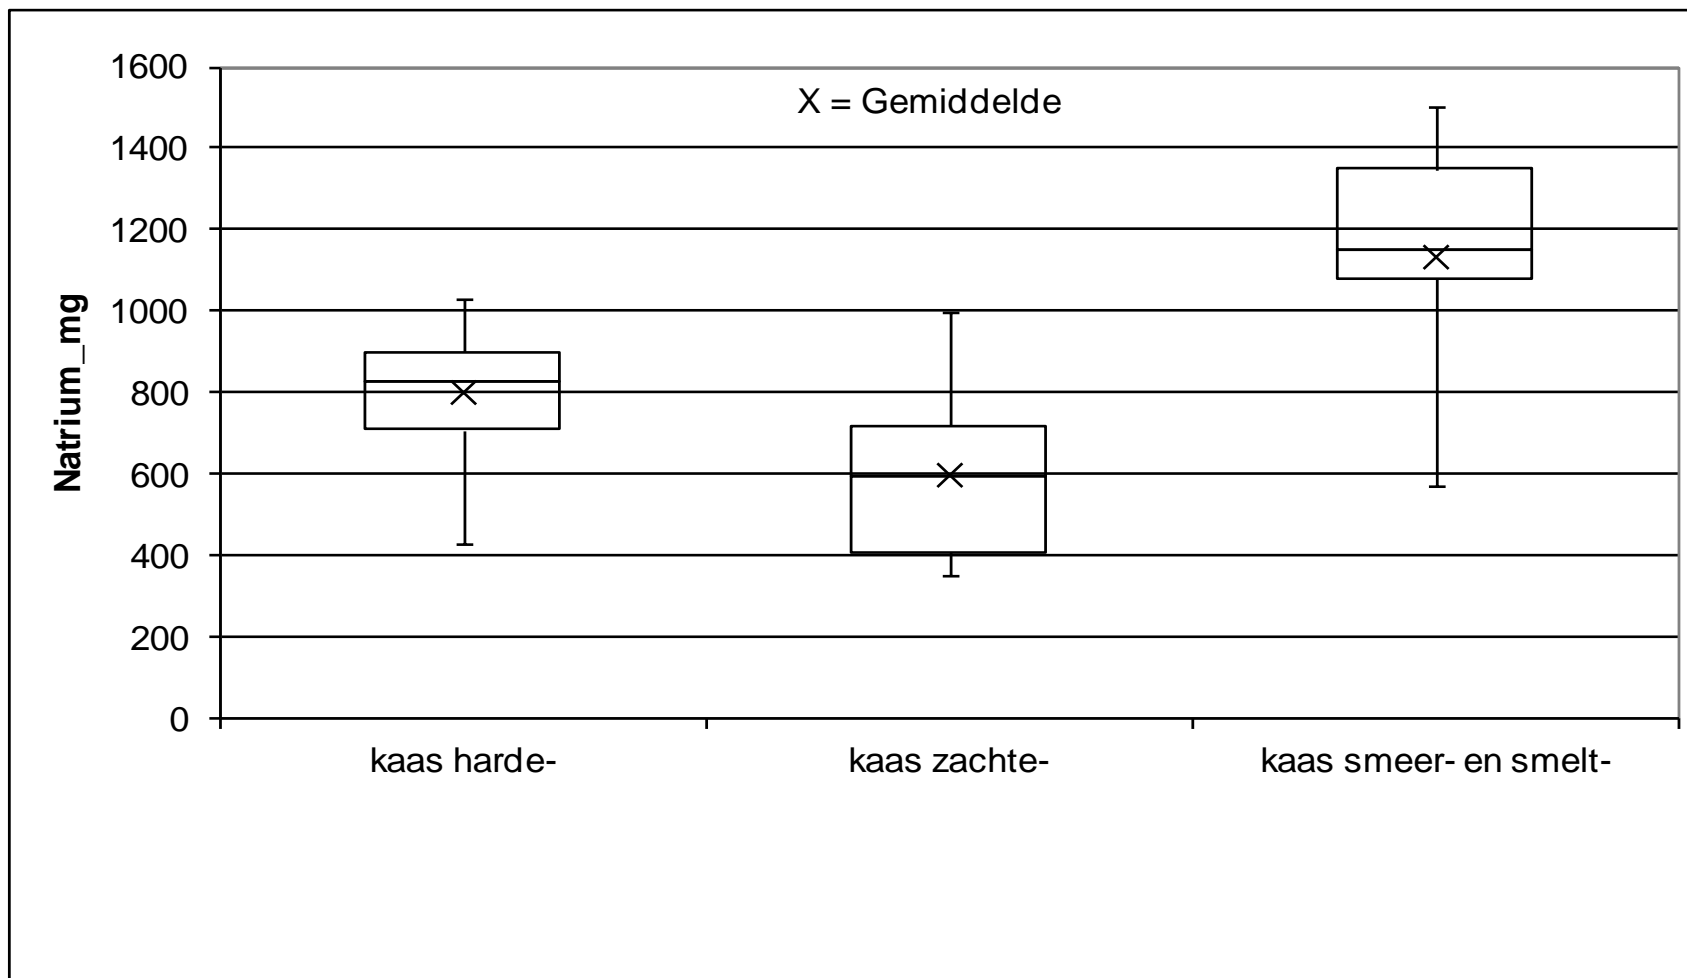 1600
X = Gemiddelde
1400
1200
1000
800
600
400
200
0
Natrium_mg
kaas harde-
kaas zachte-
kaas smeer- en smelt-